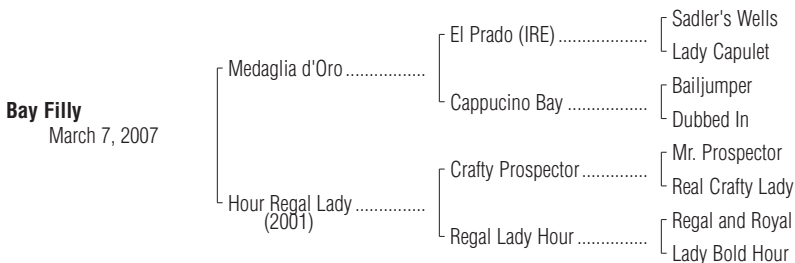 Bay Filly
March 7, 2007
Medaglia d'Oro .................
Hour Regal Lady ...............
(2001)
El Prado (IRE) ...................
Cappucino Bay .................
Crafty Prospector ..............
Regal Lady Hour ...............
Sadler's Wells
Lady Capulet
Bailjumper
Dubbed In
Mr. Prospector
Real Crafty Lady
Regal and Royal
Lady Bold Hour